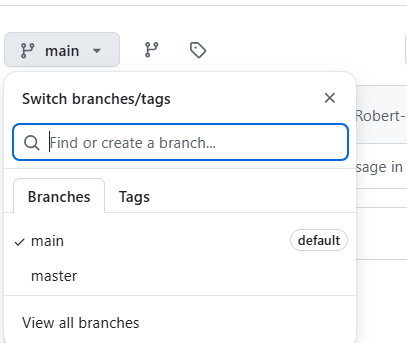 main
Switch branches/tags
Robert-
Find or create a branch...
sage in
Branches Tags
main default
master
View all branches